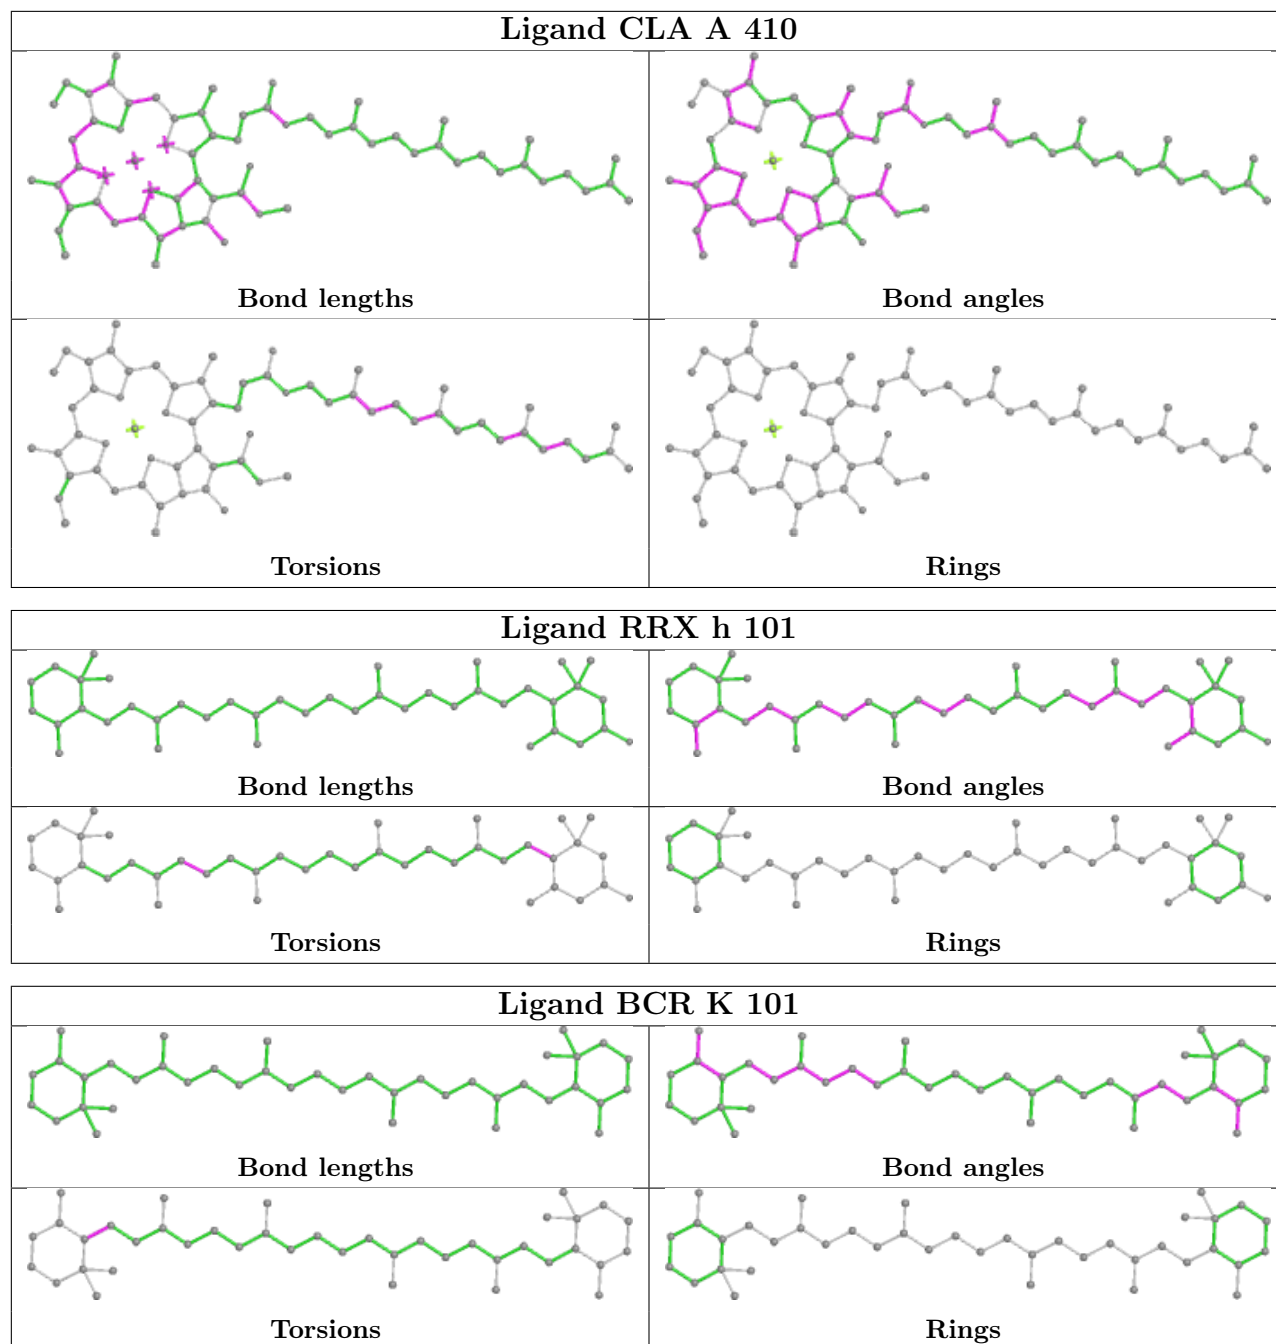 Ligand CLA A 410
Bond lengths
Bond angles
Torsions
Rings
Ligand RRX h 101
Bond lengths
Bond angles
Torsions
Rings
Ligand BCR K 101
Bond lengths
Bond angles
Torsions
Rings